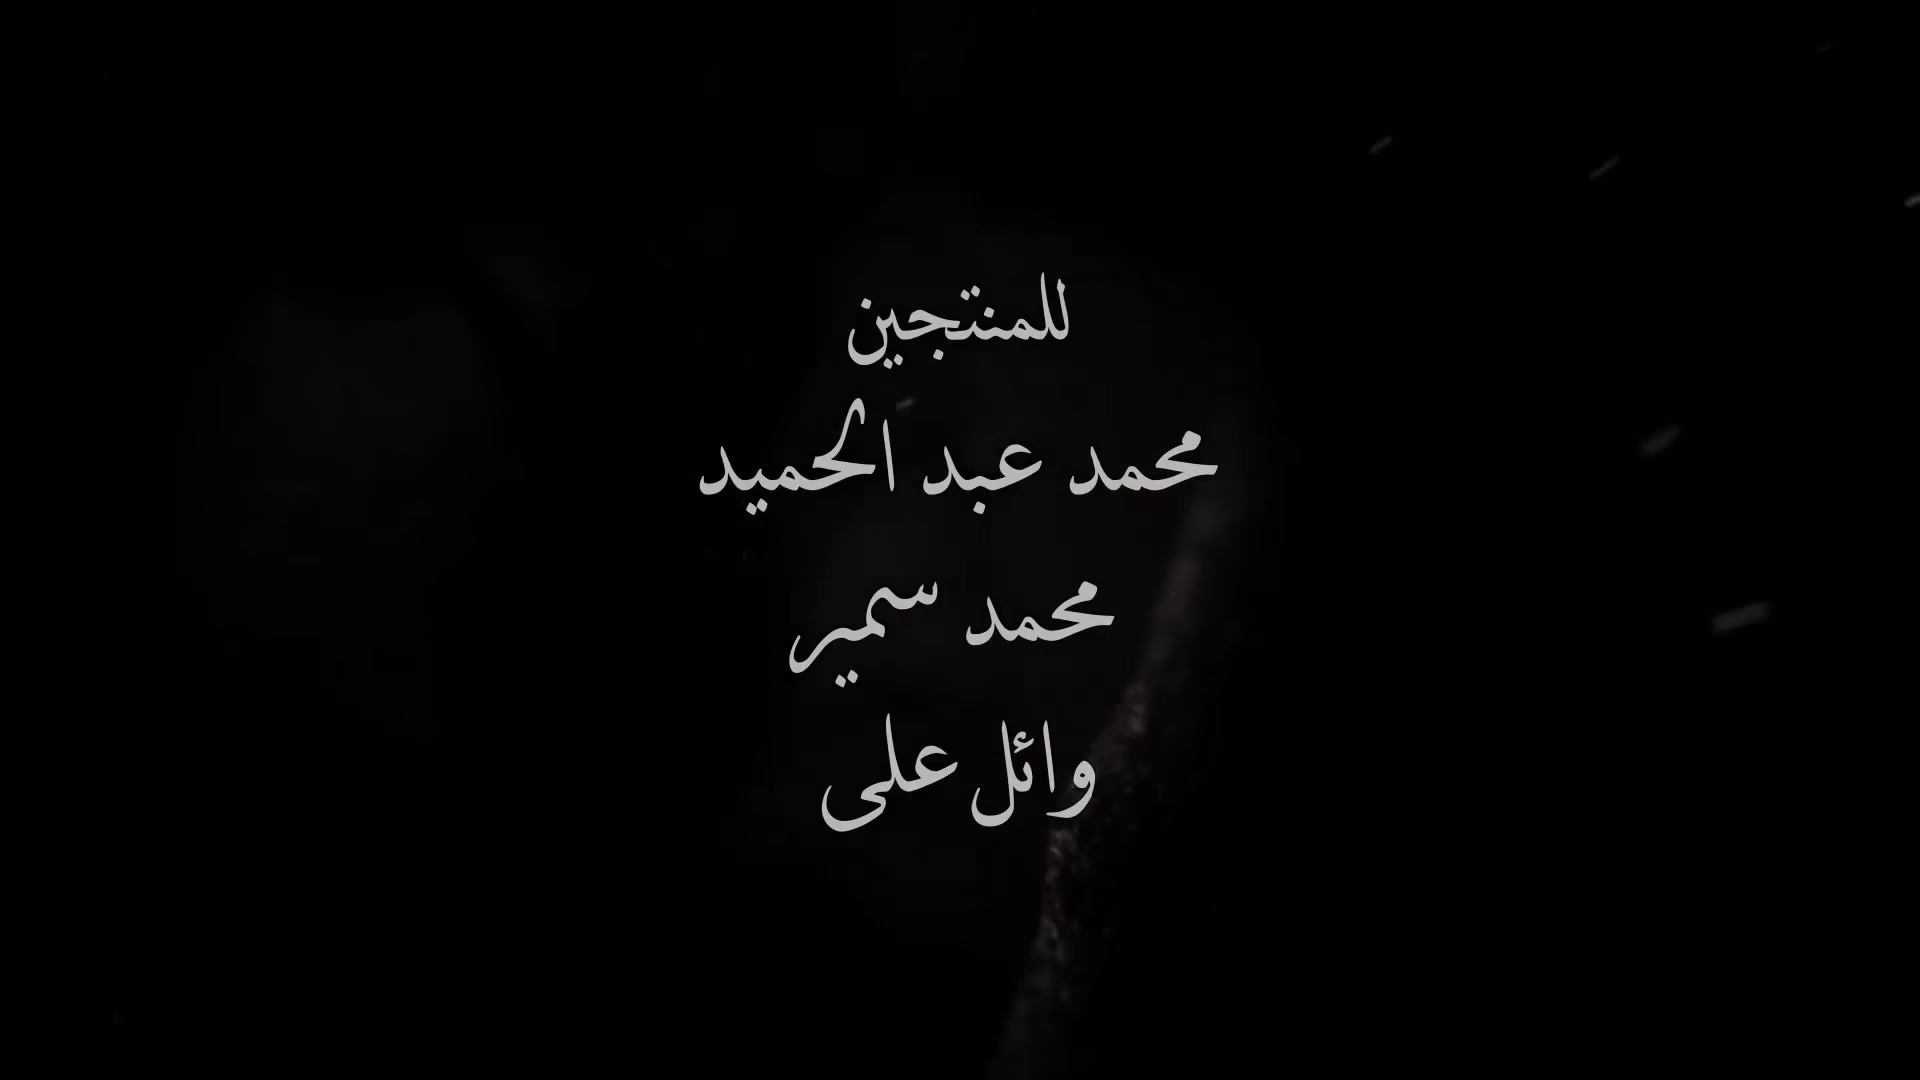 للمنتجين
محمد عبد الحميد
محمد سمير
وائل على